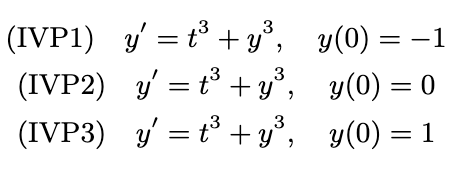 (IVP1) y′ = t³ + y³, y(0) = −1
(IVP2) y′ = t³ + y³, y(0) = 0
(IVP3) y′ = t³ + y³, y(0) = 1